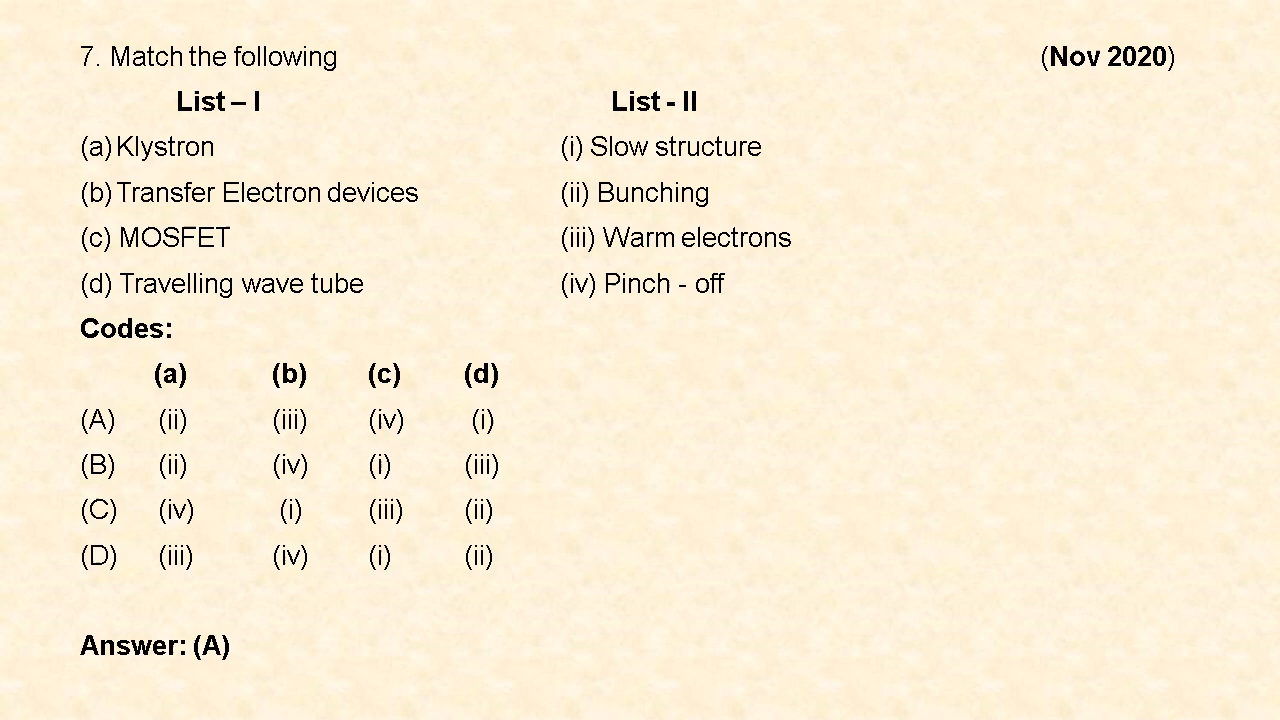 7. Match the following (Nov 2020)
List – I List - II
(a) Klystron (i) Slow structure
(b) Transfer Electron devices (ii) Bunching
(c) MOSFET (iii) Warm electrons
(d) Travelling wave tube (iv) Pinch - off
Codes:
(a) (b) (c) (d)
(A) (ii) (iii) (iv) (i)
(B) (ii) (iv) (i) (iii)
(C) (iv) (i) (iii) (ii)
(D) (iii) (iv) (i) (ii)
Answer: (A)